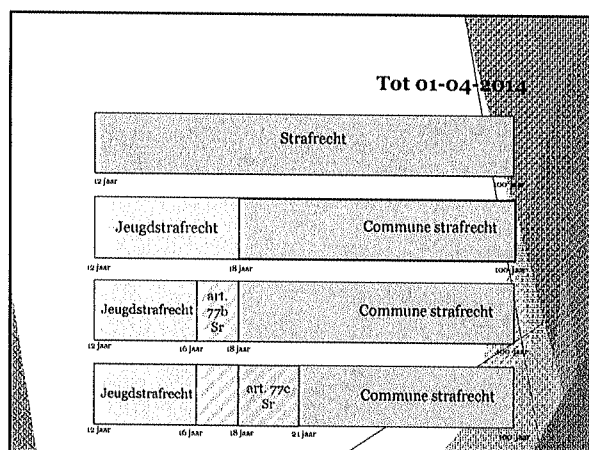 Tot 01-04-2014
Strafrecht
12 jaar 100 jaar
Jeugdstrafrecht Commune strafrecht
12 jaar 18 jaar 100 jaar
Jeugdstrafrecht art. 77b Sr Commune strafrecht
12 jaar 16 jaar 18 jaar 100 jaar
Jeugdstrafrecht art. 77c Sr Commune strafrecht
12 jaar 16 jaar 18 jaar 21 jaar 100 jaar